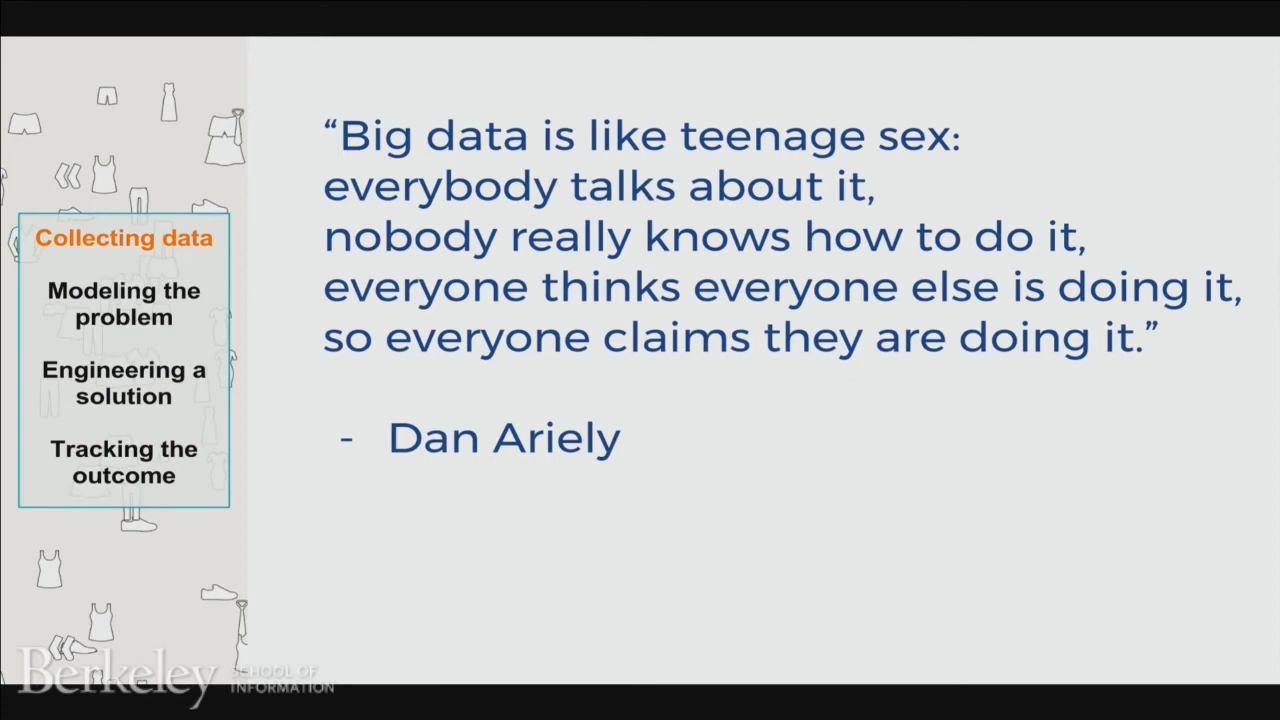 Collecting data
Modeling the
problem
Engineering a
solution
Tracking the
outcome
“Big data is like teenage sex:
everybody talks about it,
nobody really knows how to do it,
everyone thinks everyone else is doing it,
so everyone claims they are doing it.”
- Dan Ariely
Berkeley
SCHOOL OF
INFORMATION